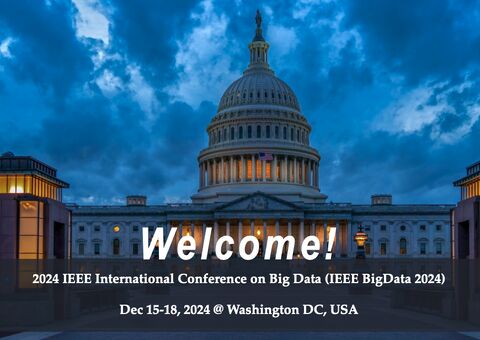 Welcome!
2024 IEEE International Conference on Big Data (IEEE BigData 2024)
Dec 15-18, 2024 @ Washington DC, USA